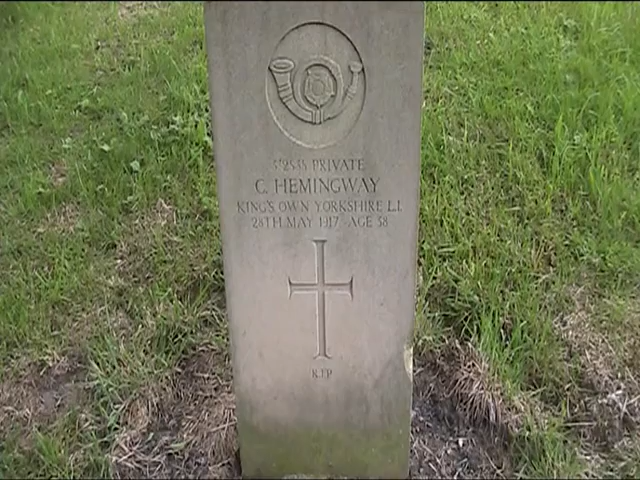 PRIVATE
C. HEMINGWAY
KING'S OWN YORKSHIRE L.I.
28TH MAY 1917 AGE 38
R.I.P